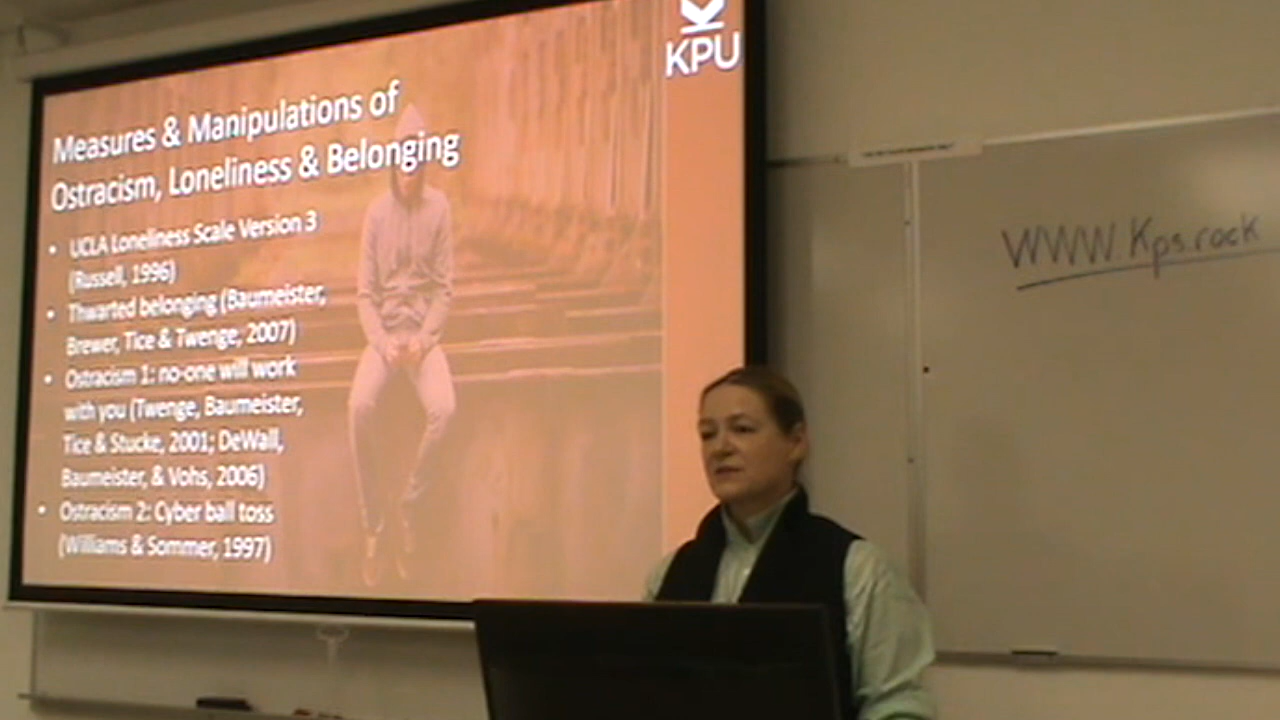 KPU
Measures & Manipulations of
Ostracism, Loneliness & Belonging
• UCLA Loneliness Scale Version 3
(Russell, 1996)
• Thwarted belonging (Baumeister,
Brewer, Tice & Twenge, 2007)
• Ostracism 1: no-one will work
with you (Twenge, Baumeister,
Tice & Stucke, 2001; DeWall,
Baumeister, & Vohs, 2006)
• Ostracism 2: Cyber ball toss
(Williams & Sommer, 1997)
WWW.Kps.rock